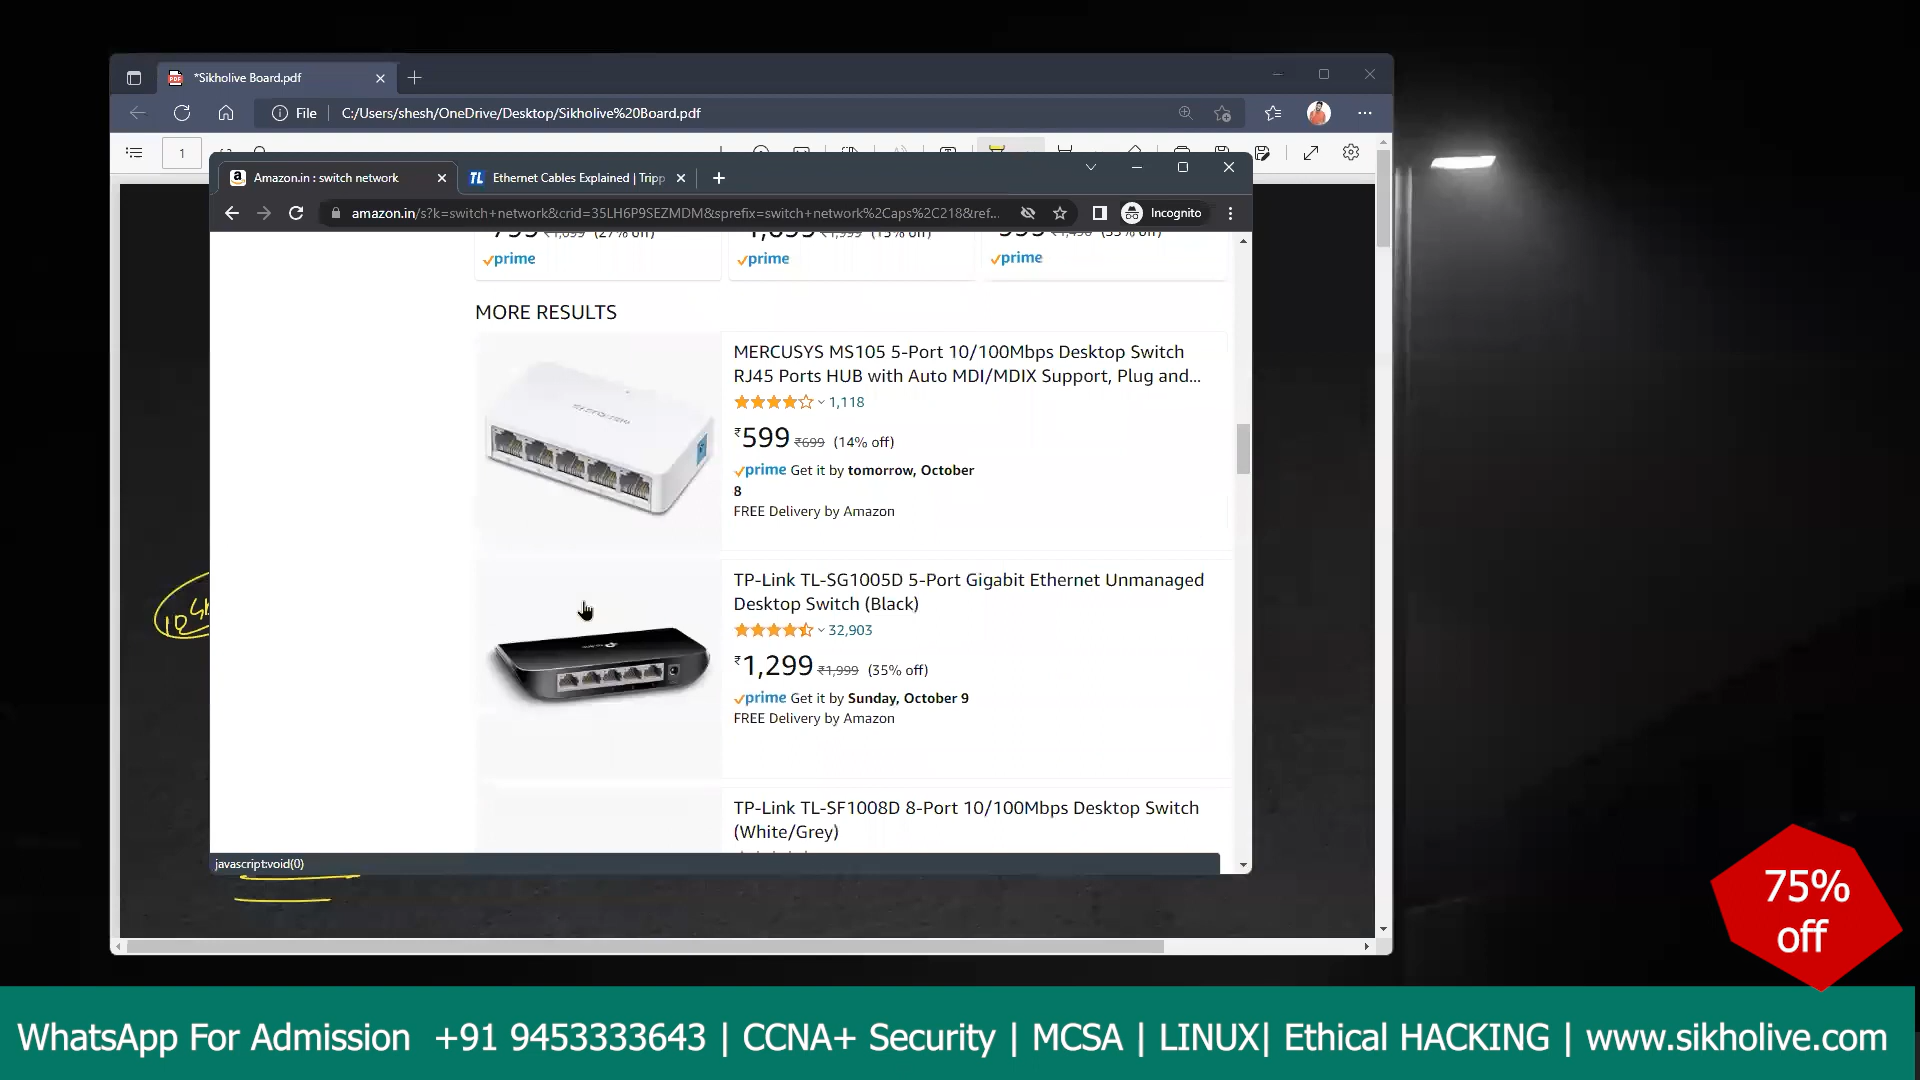 *Sikholive Board.pdf
File
C:/Users/shesh/OneDrive/Desktop/Sikholive%20Board.pdf
1
Amazon.in : switch network
TL Ethernet Cables Explained | Tripp
amazon.in/s?k=switch+network&crid=35LH6P9SEZMDM&sprefix=switch+network%2Caps%2C218&ref...
Incognito
prime
prime
prime
MORE RESULTS
MERCUSYS MS105 5-Port 10/100Mbps Desktop Switch
RJ45 Ports HUB with Auto MDI/MDIX Support, Plug and...
1,118
₹599 ₹699 (14% off)
prime Get it by tomorrow, October
8
FREE Delivery by Amazon
TP-Link TL-SG1005D 5-Port Gigabit Ethernet Unmanaged
Desktop Switch (Black)
32,903
₹1,299 ₹1,999 (35% off)
prime Get it by Sunday, October 9
FREE Delivery by Amazon
TP-Link TL-SF1008D 8-Port 10/100Mbps Desktop Switch
(White/Grey)
javascript:void(0)
75%
off
WhatsApp For Admission +91 9453333643 | CCNA+ Security | MCSA | LINUX| Ethical HACKING | www.sikholive.com